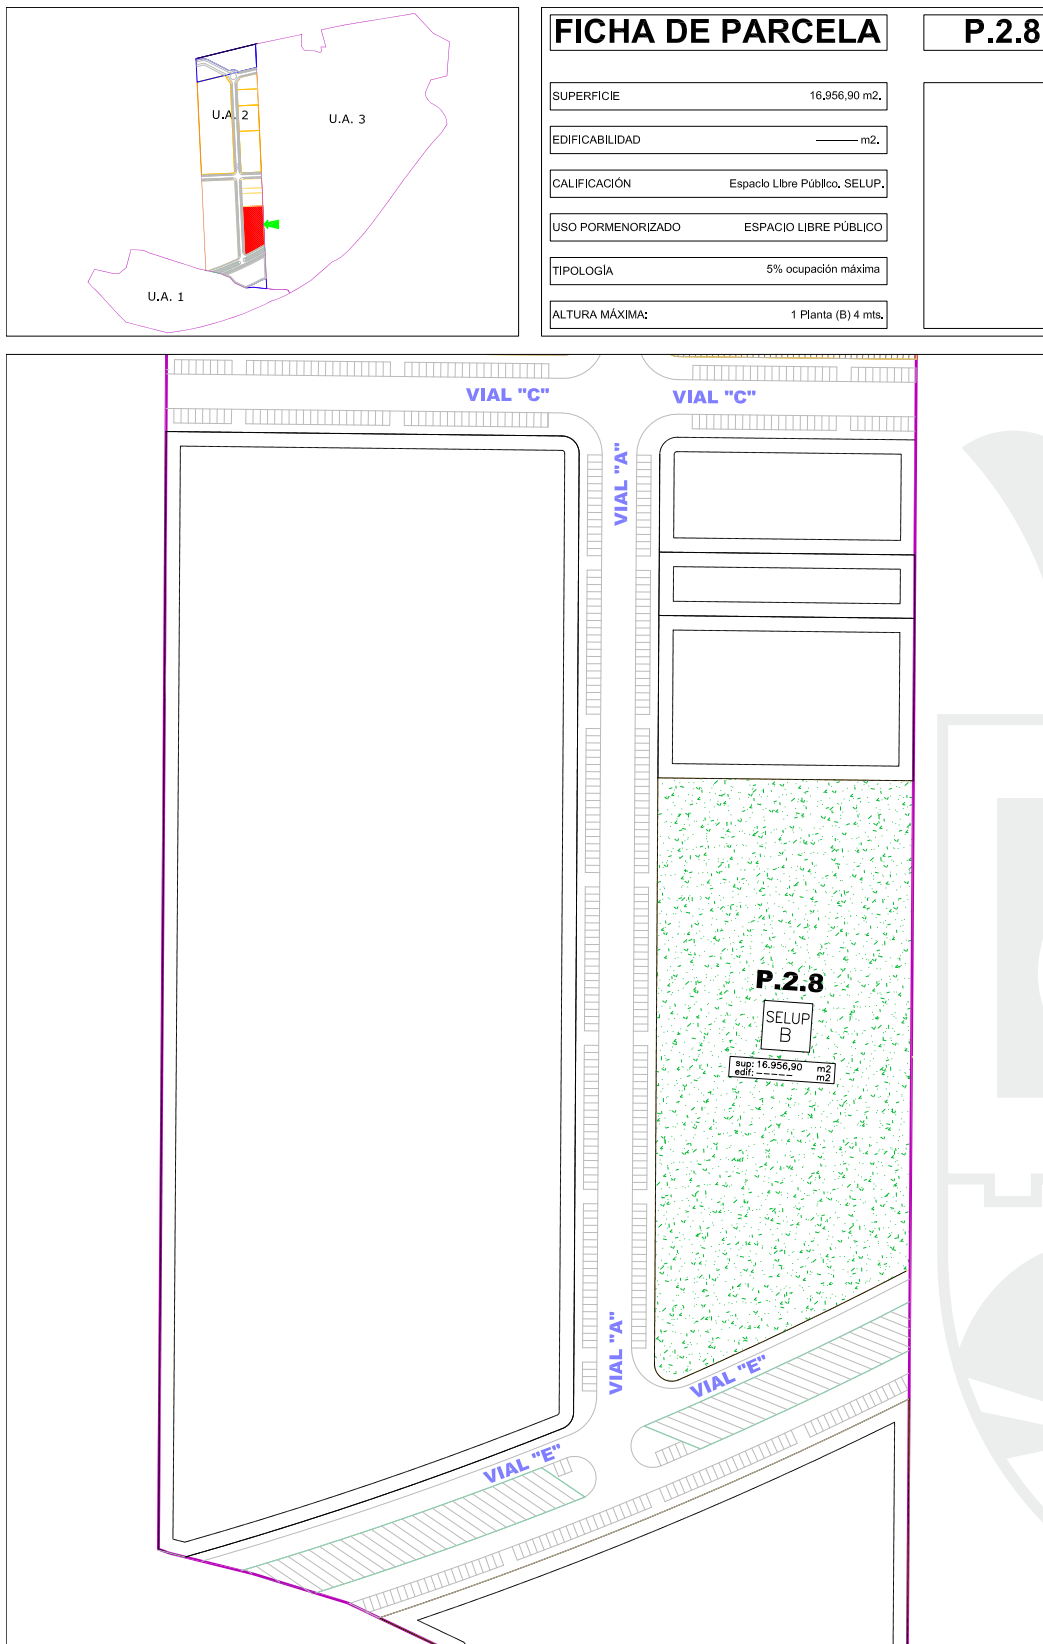 FICHA DE PARCELA
P.2.8
SUPERFICIE 16.956,90 m2.
EDIFICABILIDAD ——— m2.
CALIFICACIÓN Espacio Libre Público. SELUP.
USO PORMENORIZADO ESPACIO LIBRE PÚBLICO
TIPOLOGÍA 5% ocupación máxima
ALTURA MÁXIMA: 1 Planta (B) 4 mts.
U.A. 2
U.A. 3
U.A. 1
VIAL "C"
VIAL "C"
VIAL "A"
P.2.8
SELUP
B
sup: 16.956,90 m2
edif: ----- m2
VIAL "A"
VIAL "E"
VIAL "E"